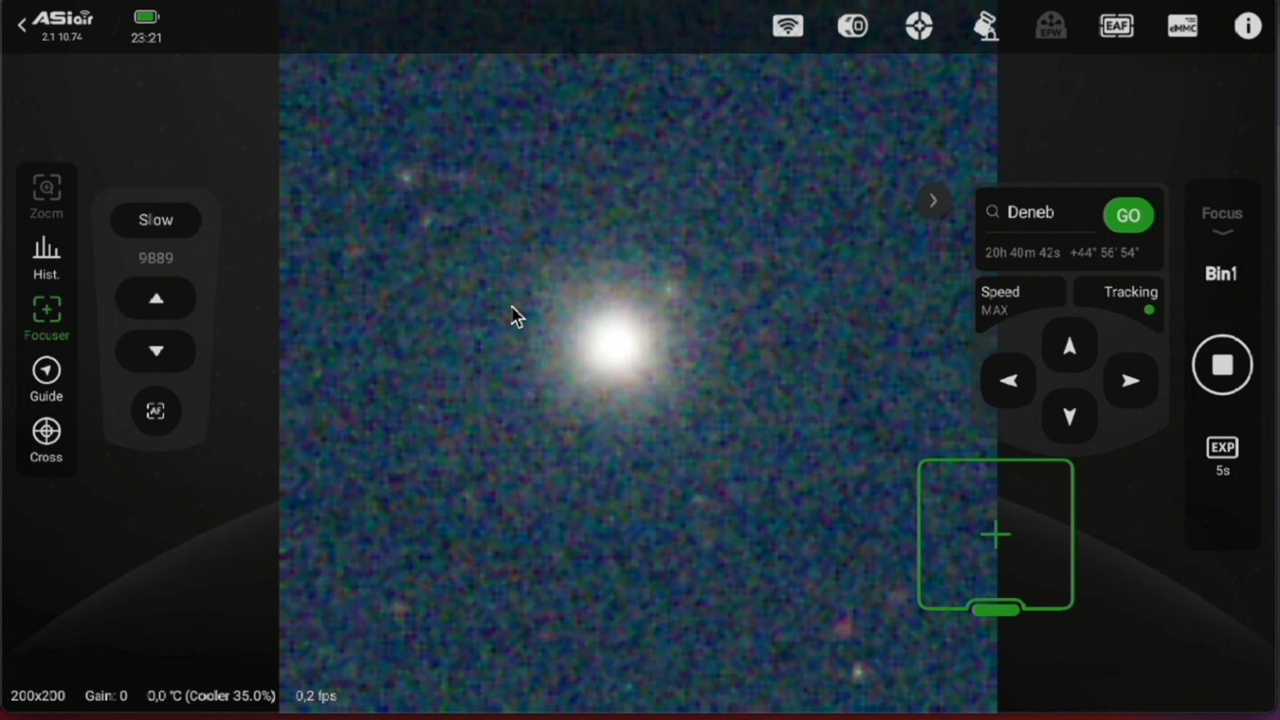 ASiair
2.1 10.74
23:21
EFW
EAF
eMMC
Zoom
Hist.
Focuser
Guide
Cross
Slow
9889
AF
Deneb
GO
20h 40m 42s +44° 56' 54"
Speed
MAX
Tracking
Focus
Bin1
EXP
5s
200x200 Gain: 0 0,0 °C (Cooler 35.0%) 0,2 fps